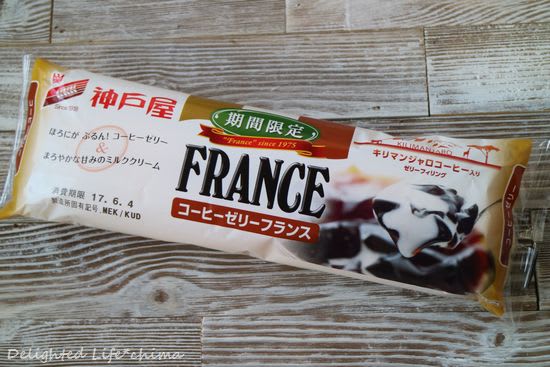 Since 1918
神戸屋
期間限定
"France" since 1975
FRANCE
コーヒーゼリーフランス
ほろにが ぷるん!コーヒーゼリー
&
まろやかな甘みのミルククリーム
消費期限 17.6.4
製造所固有記号 MEK/KUD
KILIMANJARO
キリマンジャロコーヒー入り
ゼリーフィリング
Delighted Life*chima